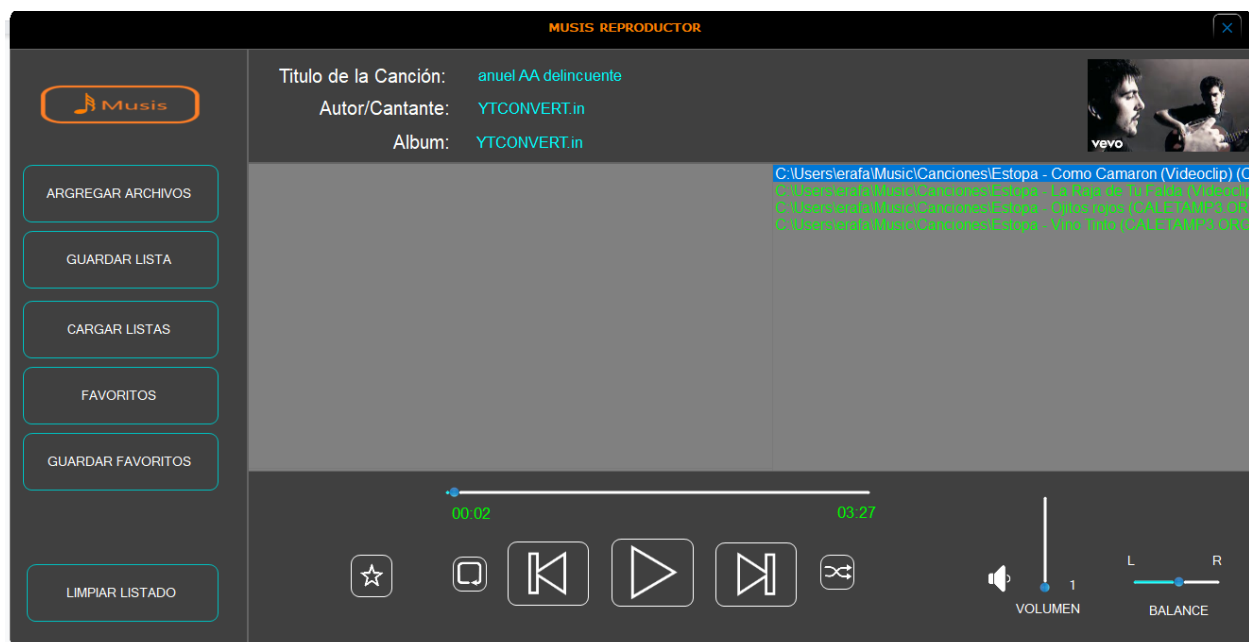 MUSIS REPRODUCTOR
Musis
Titulo de la Canción: anuel AA delincuente
Autor/Cantante: YTCONVERT.in
Album: YTCONVERT.in
vevo
ARGREGAR ARCHIVOS
GUARDAR LISTA
CARGAR LISTAS
FAVORITOS
GUARDAR FAVORITOS
LIMPIAR LISTADO
C:\Users\erafa\Music\Canciones\Estopa - Como Camaron (Videoclip) (C
C:\Users\erafa\Music\Canciones\Estopa - La Raja de Tu Falda (Videoclip
C:\Users\erafa\Music\Canciones\Estopa - Ojitos rojos (CALETAMP3.OR
C:\Users\erafa\Music\Canciones\Estopa - Vino Tinto (CALETAMP3.ORG
00:02 03:27
1
VOLUMEN
L R
BALANCE